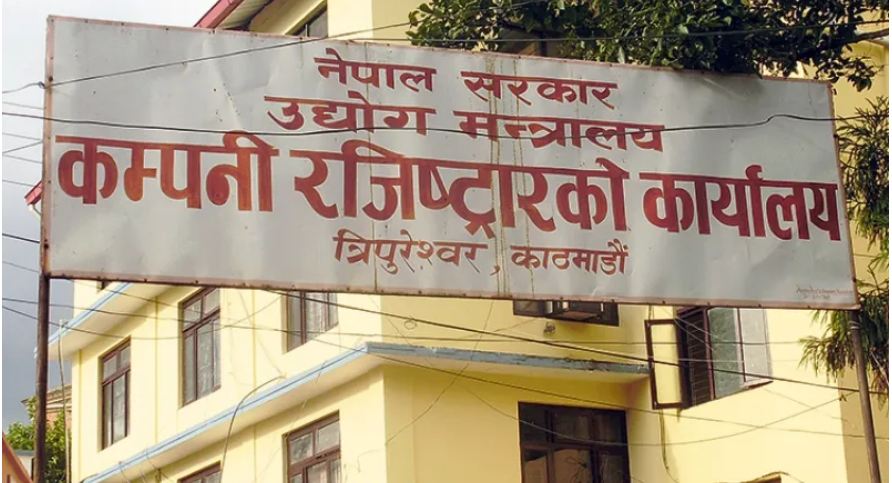 नेपाल सरकार
उद्योग मन्त्रालय
कम्पनी रजिष्ट्रारको कार्यालय
त्रिपुरेश्वर, काठमाडौं